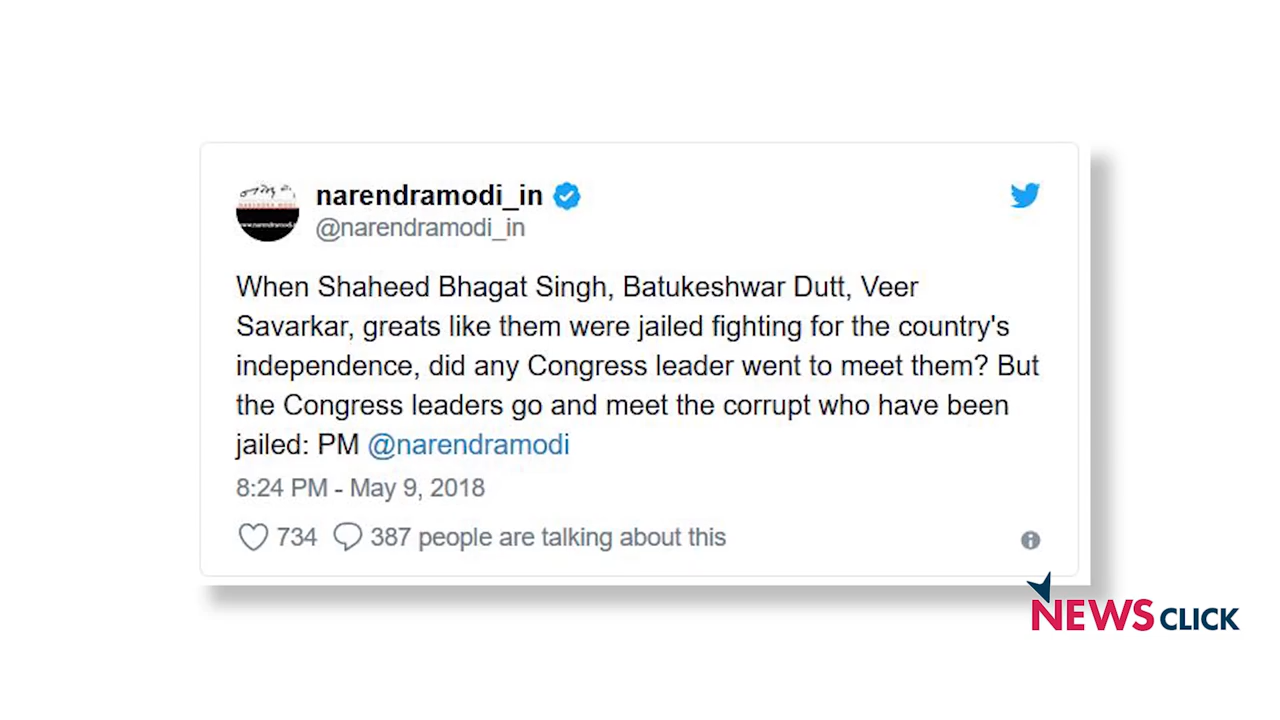 narendramodi_in
@narendramodi_in
When Shaheed Bhagat Singh, Batukeshwar Dutt, Veer
Savarkar, greats like them were jailed fighting for the country's
independence, did any Congress leader went to meet them? But
the Congress leaders go and meet the corrupt who have been
jailed: PM @narendramodi
8:24 PM - May 9, 2018
734 387 people are talking about this
NEWSCLICK